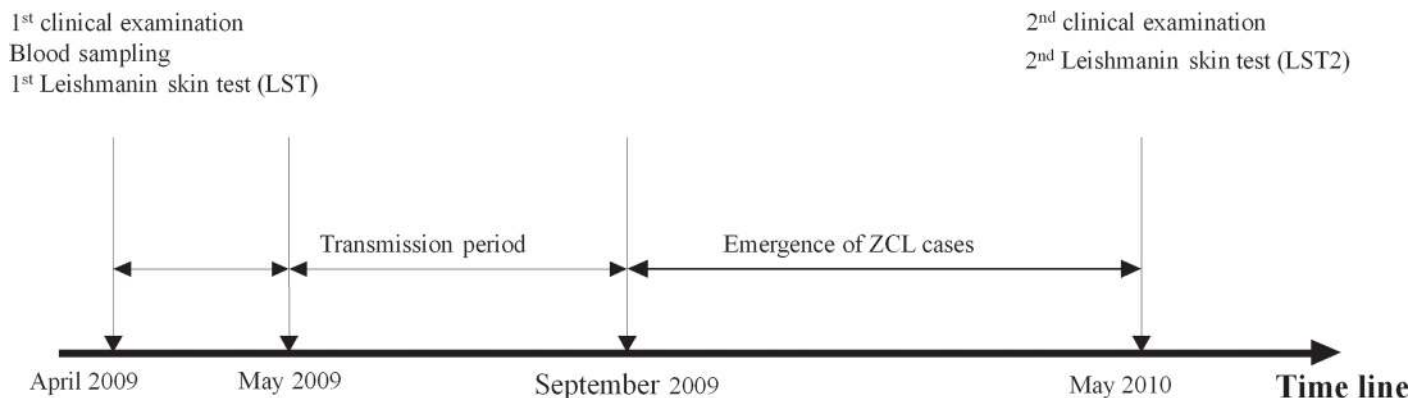 1st clinical examination
Blood sampling
1st Leishmanin skin test (LST)
2nd clinical examination
2nd Leishmanin skin test (LST2)
Transmission period
Emergence of ZCL cases
April 2009
May 2009
September 2009
May 2010
Time line